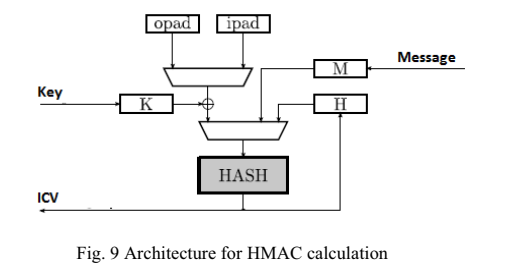 opad ipad
Message
M
Key
K
H
HASH
ICV
Fig. 9 Architecture for HMAC calculation